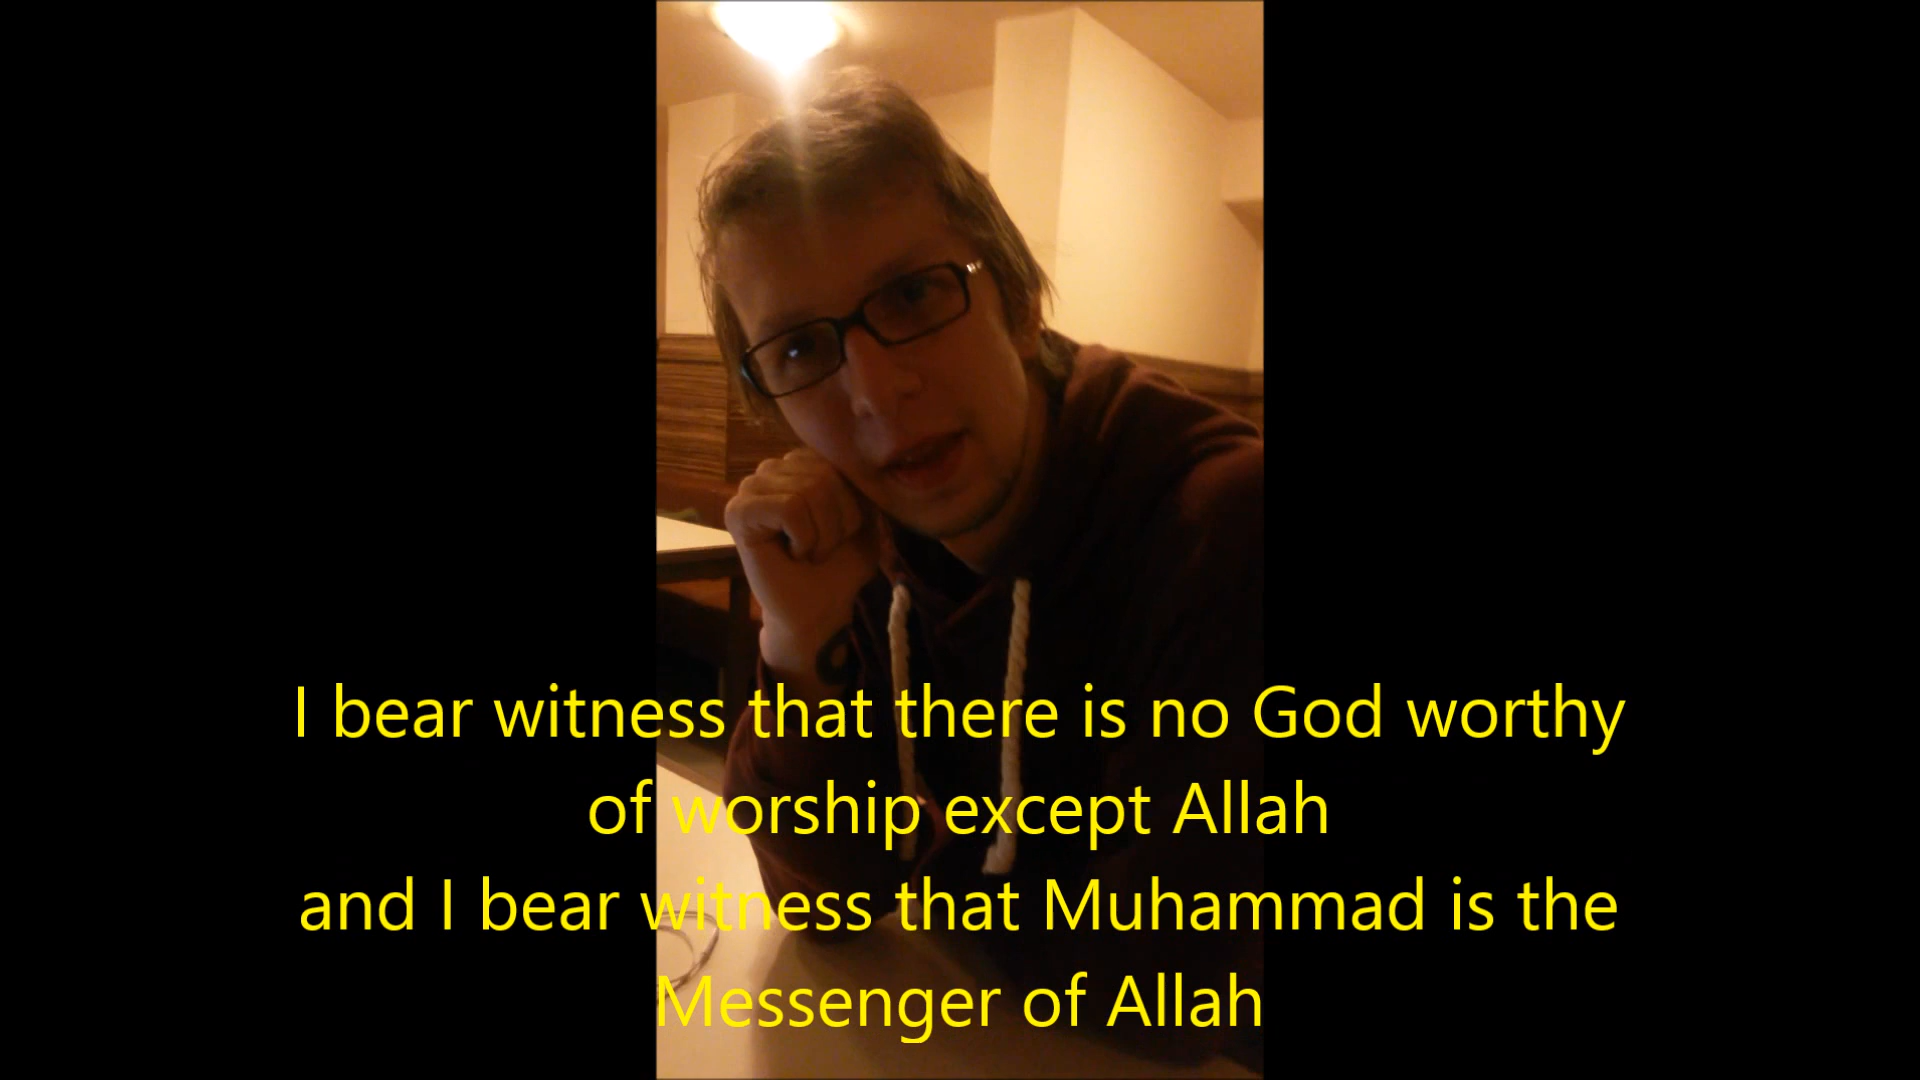 I bear witness that there is no God worthy
of worship except Allah
and I bear witness that Muhammad is the
Messenger of Allah